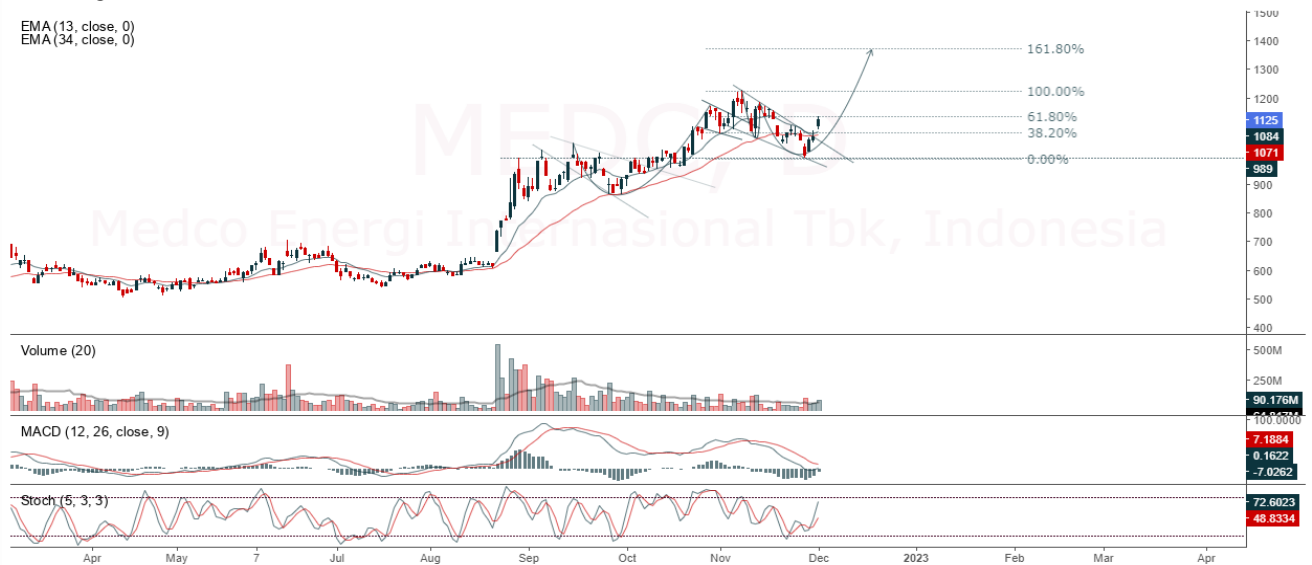 EMA (13, close, 0)
EMA (34, close, 0)
MEDC, D
Medco Energi Internasional Tbk, Indonesia
161.80%
100.00%
61.80%
38.20%
0.00%
1500
1400
1300
1200
1125
1084
1071
989
900
800
700
600
500
400
Volume (20)
500M
250M
90.176M
MACD (12, 26, close, 9)
100.0000
7.1884
0.1622
-7.0262
Stoch (5, 3, 3)
72.6023
48.8334
Apr May 7 Jul Aug Sep Oct Nov Dec 2023 Feb Mar Apr